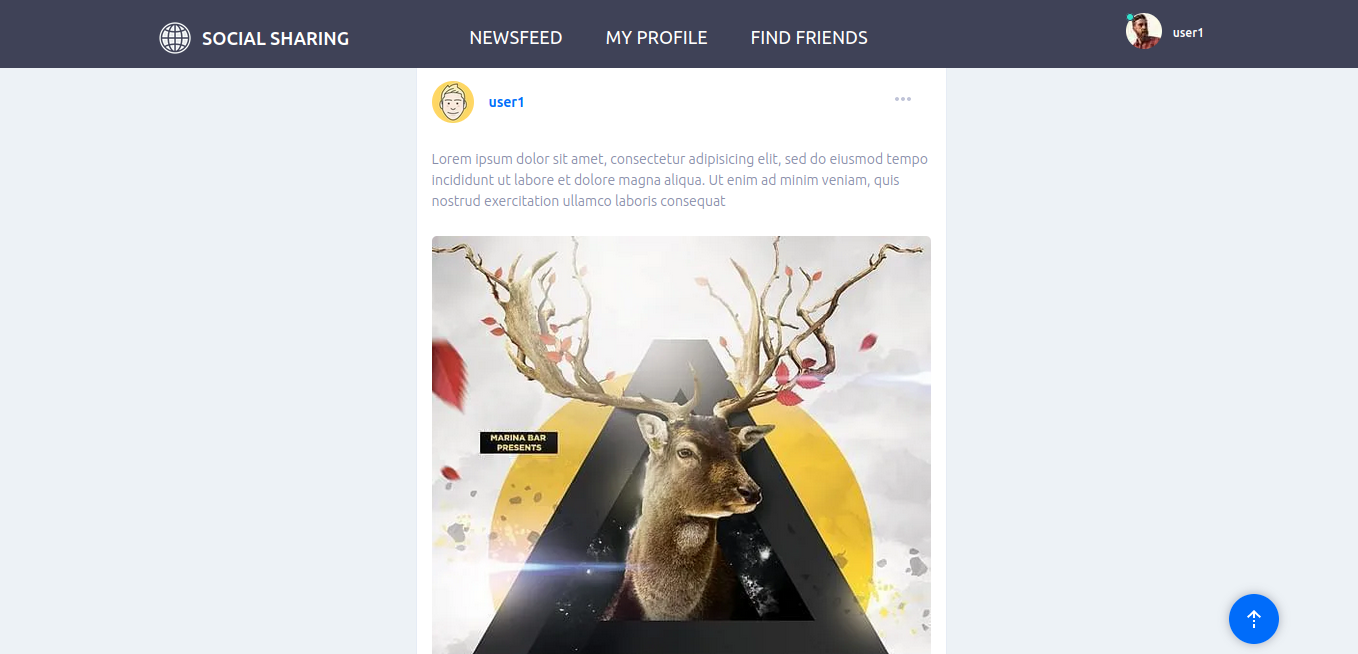 SOCIAL SHARING
NEWSFEED
MY PROFILE
FIND FRIENDS
user1
user1
Lorem ipsum dolor sit amet, consectetur adipisicing elit, sed do eiusmod tempo
incididunt ut labore et dolore magna aliqua. Ut enim ad minim veniam, quis
nostrud exercitation ullamco laboris consequat
MARINA BAR
PRESENTS